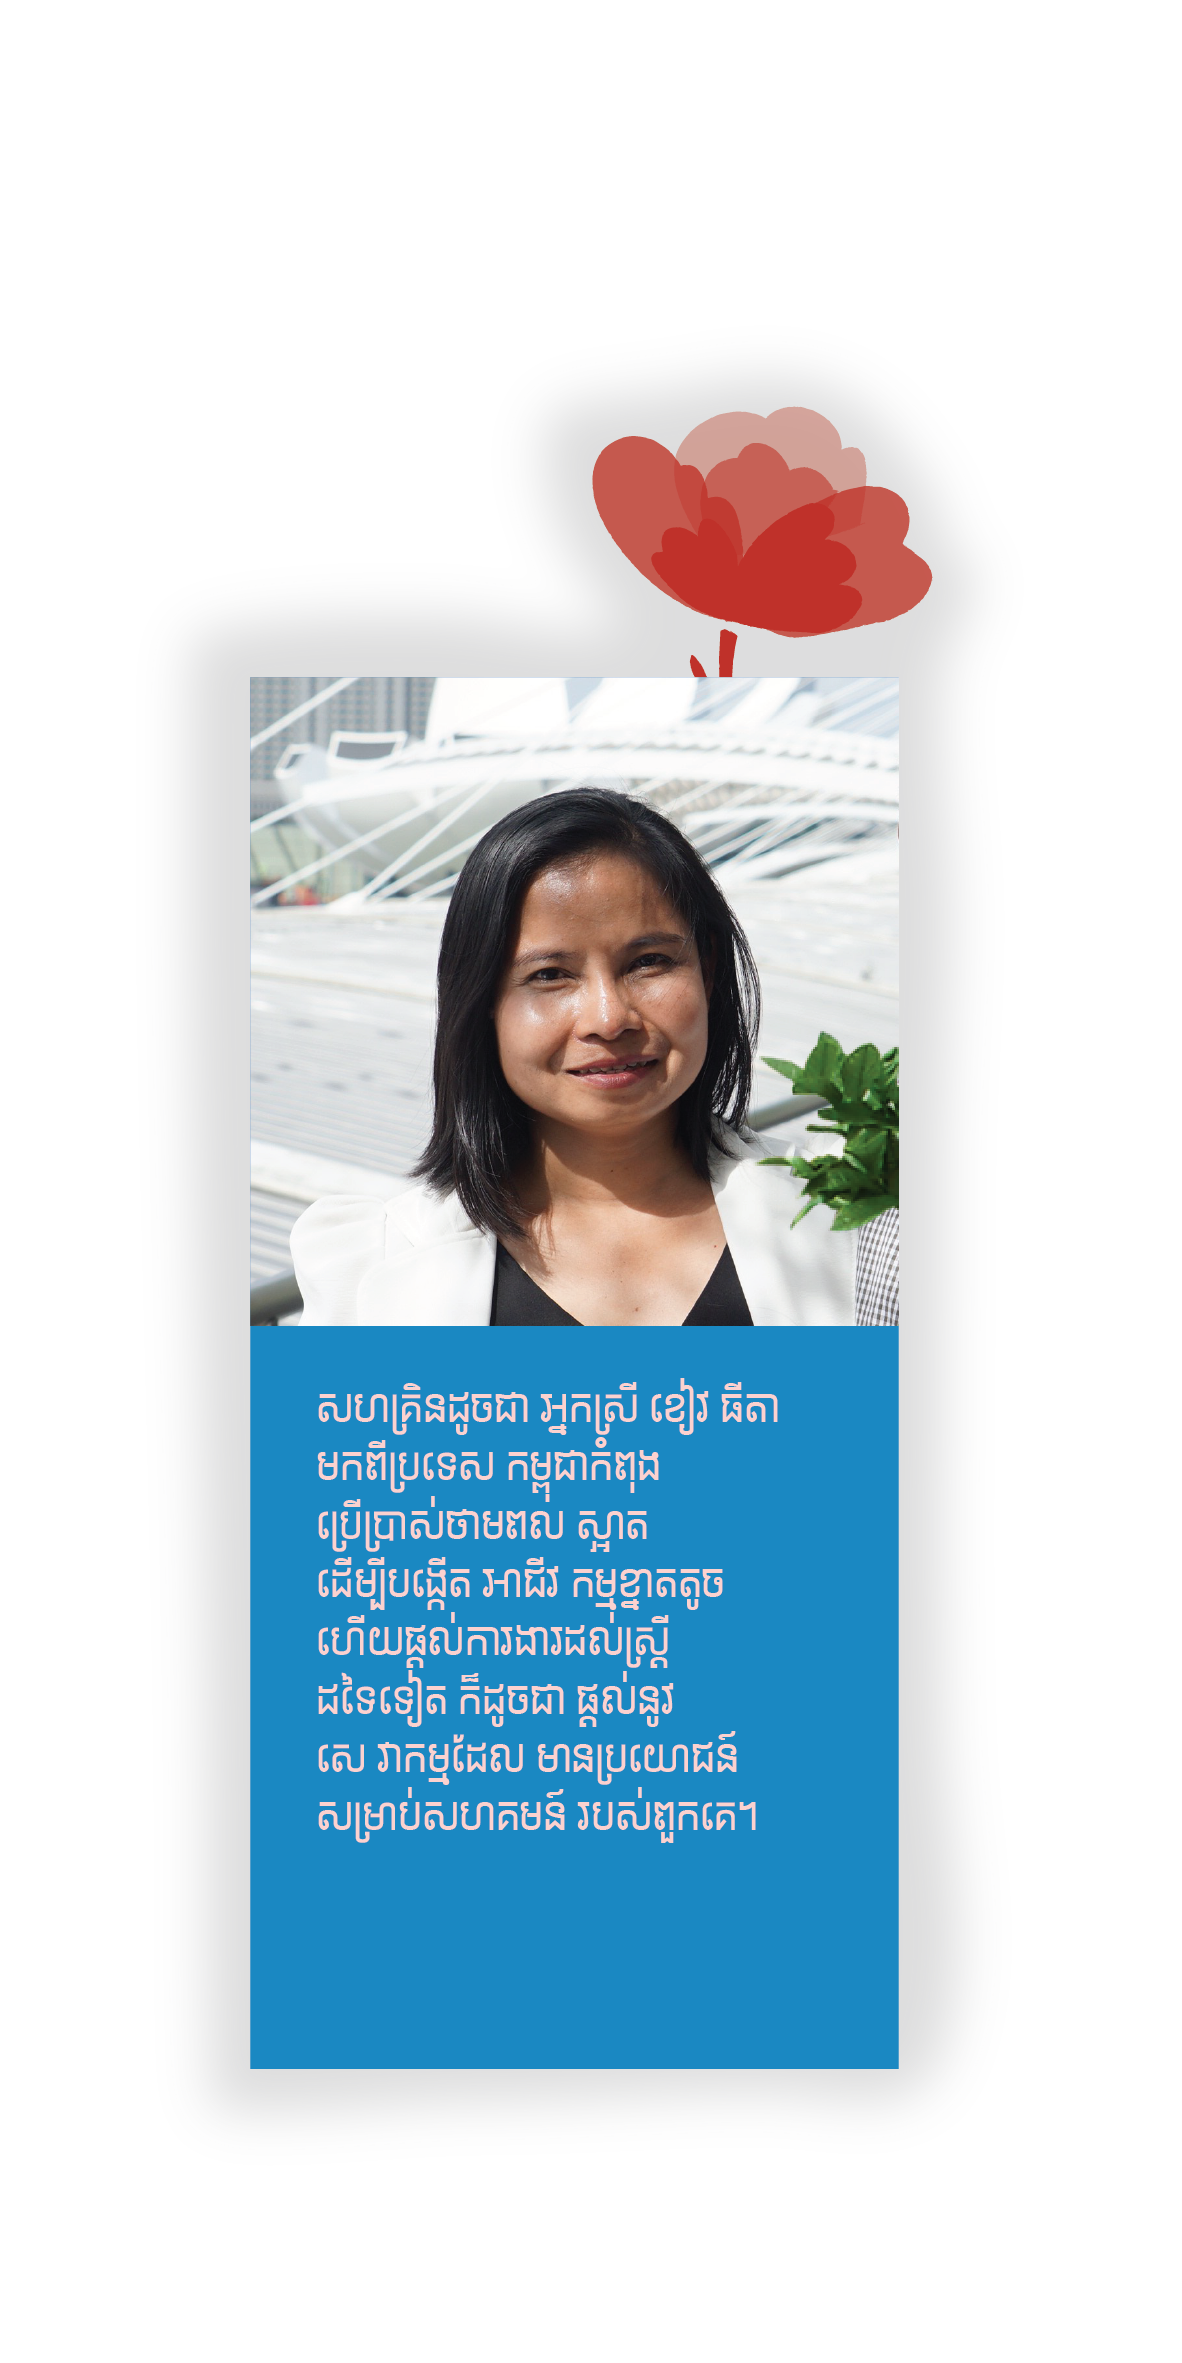 សហគ្រិនដូចជា អ្នកស្រី ខៀវ ធីតា
មកពីប្រទេស កម្ពុជាកំពុង
ប្រើប្រាស់ថាមពល ស្អាត
ដើម្បីបង្កើត អាជីវ កម្មខ្នាតតូច
ហើយផ្តល់ការងារដល់ស្ត្រី
ដទៃទៀត ក៏ដូចជា ផ្តល់នូវ
សេ វាកម្មដែល មានប្រយោជន៍
សម្រាប់សហគមន៍ របស់ពួកគេ។